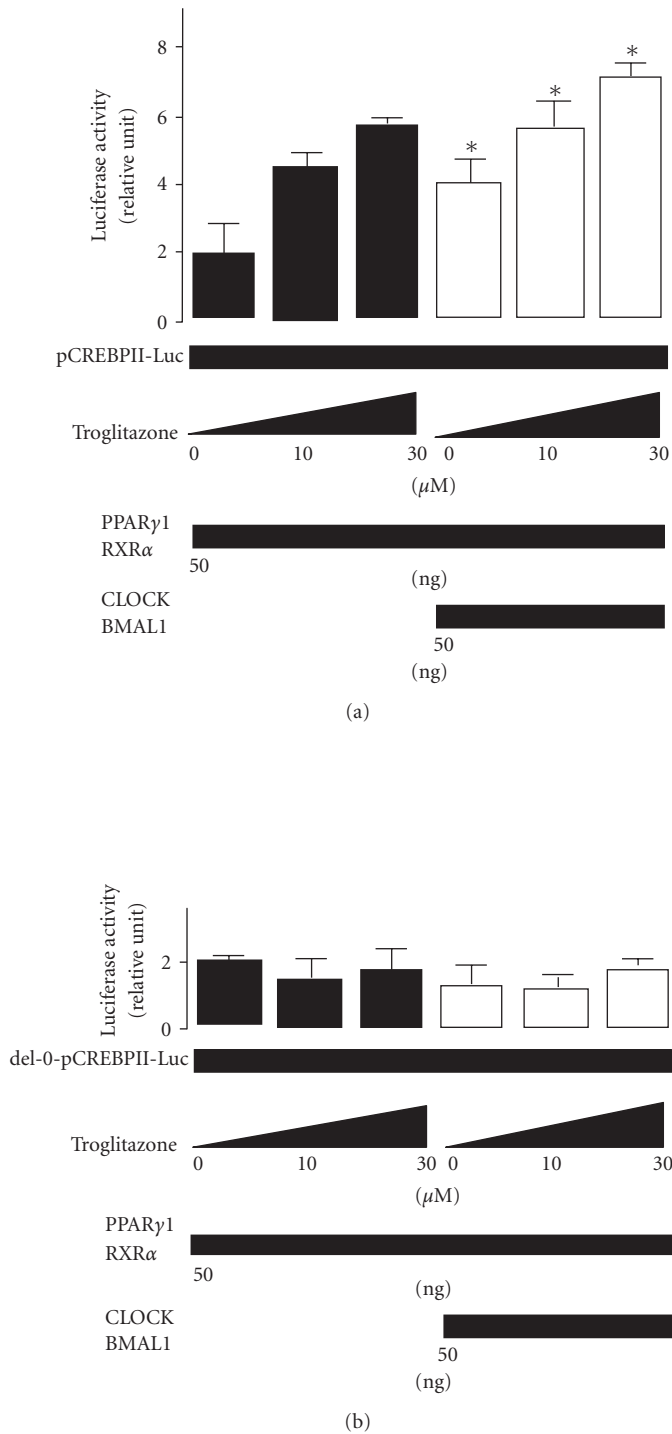 Luciferase activity
(relative unit)
8
6
4
2
0
*
*
*
pCREBPII-Luc
Troglitazone
0 10 30 0 10 30
(μM)
PPARγ1
RXRα
50
(ng)
CLOCK
BMAL1
50
(ng)
(a)
Luciferase activity
(relative unit)
2
0
del-0-pCREBPII-Luc
Troglitazone
0 10 30 0 10 30
(μM)
PPARγ1
RXRα
50
(ng)
CLOCK
BMAL1
50
(ng)
(b)